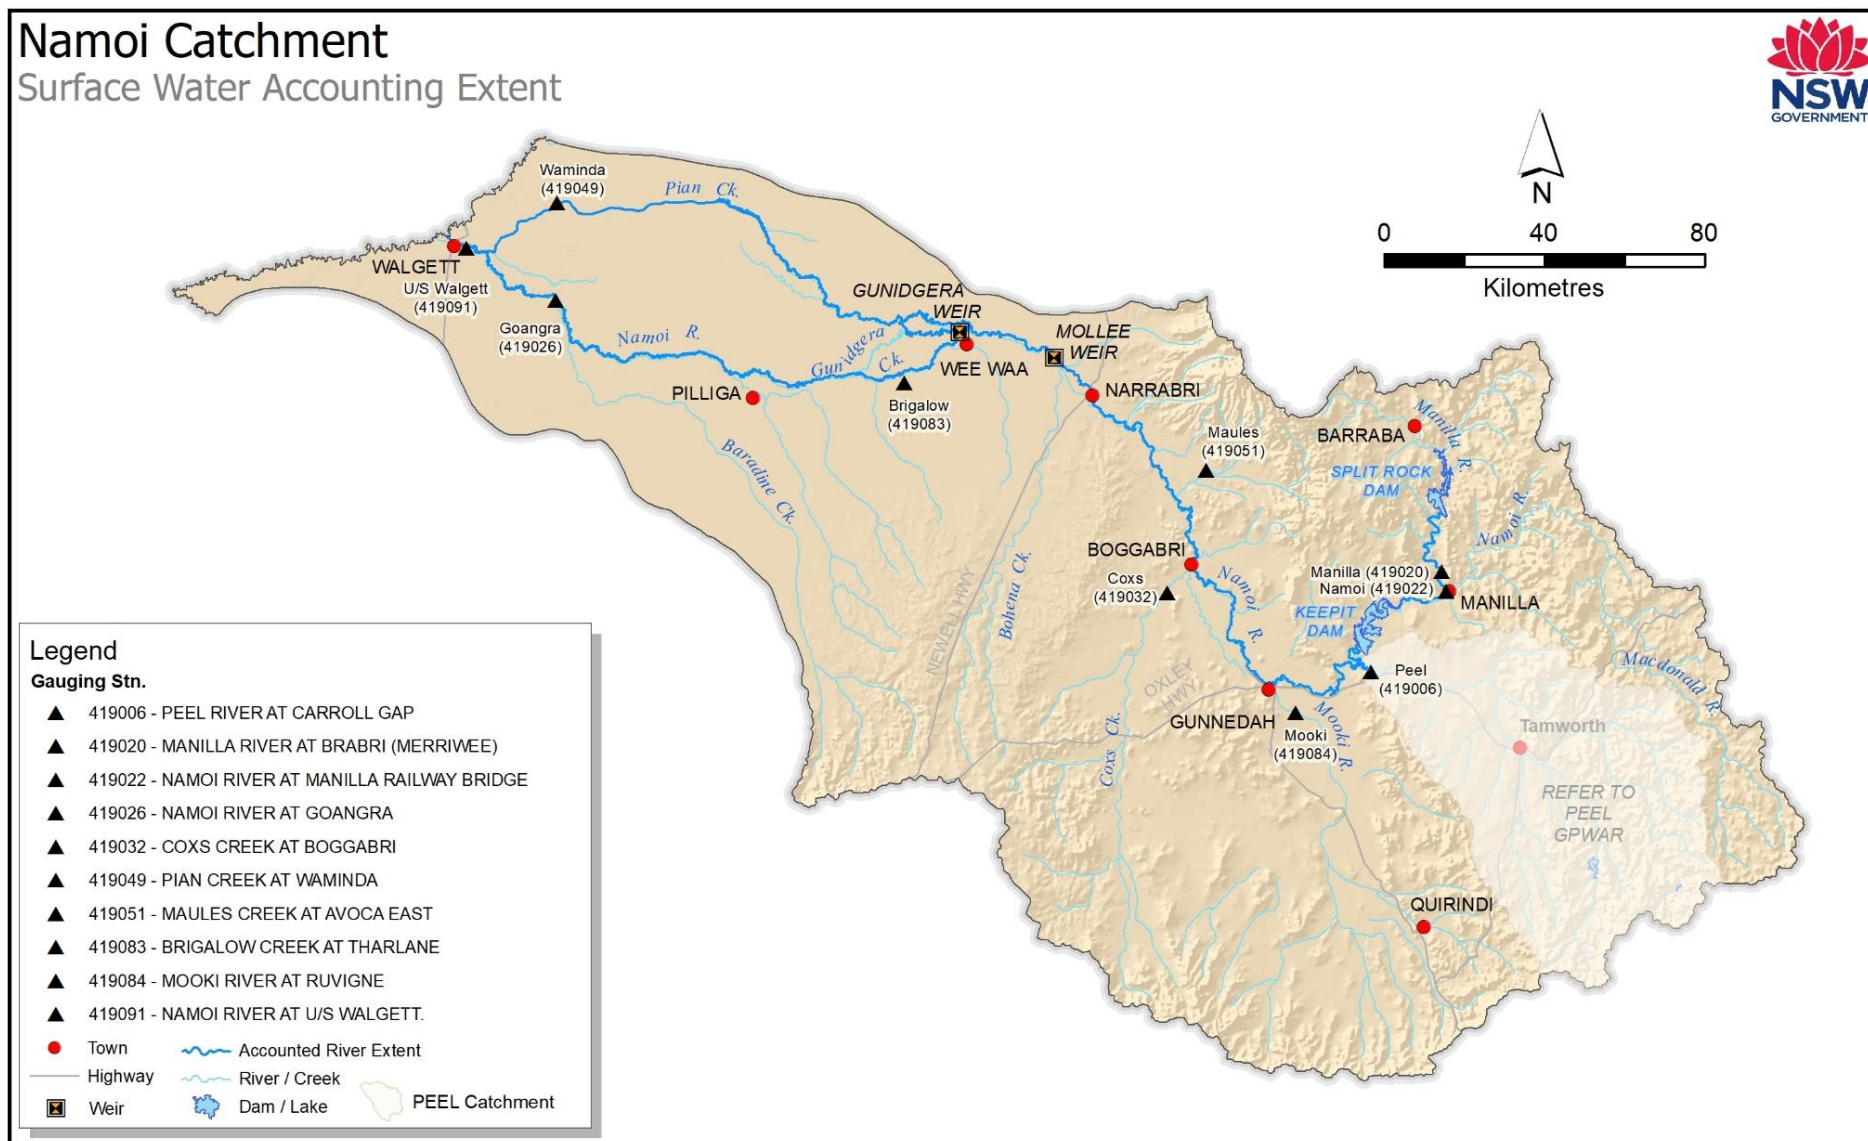 Namoi Catchment
Surface Water Accounting Extent
NSW
GOVERNMENT
N
0 40 80
Kilometres
Waminda
(419049)
Pian Ck.
WALGETT
U/S Walgett
(419091)
Goangra
(419026)
Namoi R.
GUNIDGERA
WEIR
Gunidgera
Ck.
MOLLEE
WEIR
WEE WAA
PILLIGA
Brigalow
(419083)
NARRABRI
Baradine Ck.
Maules
(419051)
BARRABA
Manilla R.
SPLIT ROCK
DAM
Namoi R.
BOGGABRI
Coxs
(419032)
Namoi R.
Bohena Ck.
NEWELL HWY
Manilla (419020)
Namoi (419022)
MANILLA
KEEPIT
DAM
Peel
(419006)
Macdonald R.
OXLEY
HWY
GUNNEDAH
Mooki
(419084)
Mooki R.
Coxs Ck.
Tamworth
REFER TO
PEEL
GPWAR
QUIRINDI
Legend
Gauging Stn.
419006 - PEEL RIVER AT CARROLL GAP
419020 - MANILLA RIVER AT BRABRI (MERRIWEE)
419022 - NAMOI RIVER AT MANILLA RAILWAY BRIDGE
419026 - NAMOI RIVER AT GOANGRA
419032 - COXS CREEK AT BOGGABRI
419049 - PIAN CREEK AT WAMINDA
419051 - MAULES CREEK AT AVOCA EAST
419083 - BRIGALOW CREEK AT THARLANE
419084 - MOOKI RIVER AT RUVIGNE
419091 - NAMOI RIVER AT U/S WALGETT.
Town
Accounted River Extent
Highway
River / Creek
Weir
Dam / Lake
PEEL Catchment